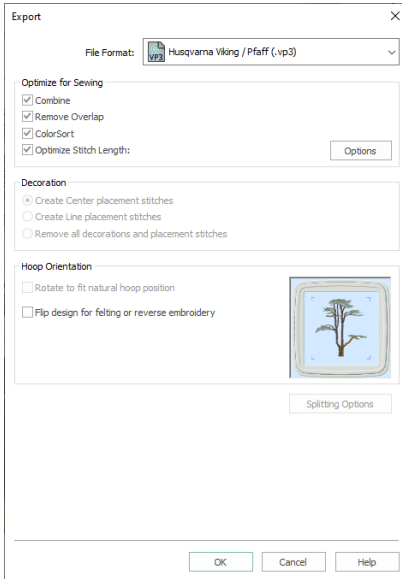 Export
File Format: VP3 Husqvarna Viking / Pfaff (.vp3)
Optimize for Sewing
Combine
Remove Overlap
ColorSort
Optimize Stitch Length:
Options
Decoration
Create Center placement stitches
Create Line placement stitches
Remove all decorations and placement stitches
Hoop Orientation
Rotate to fit natural hoop position
Flip design for felting or reverse embroidery
Splitting Options
OK Cancel Help